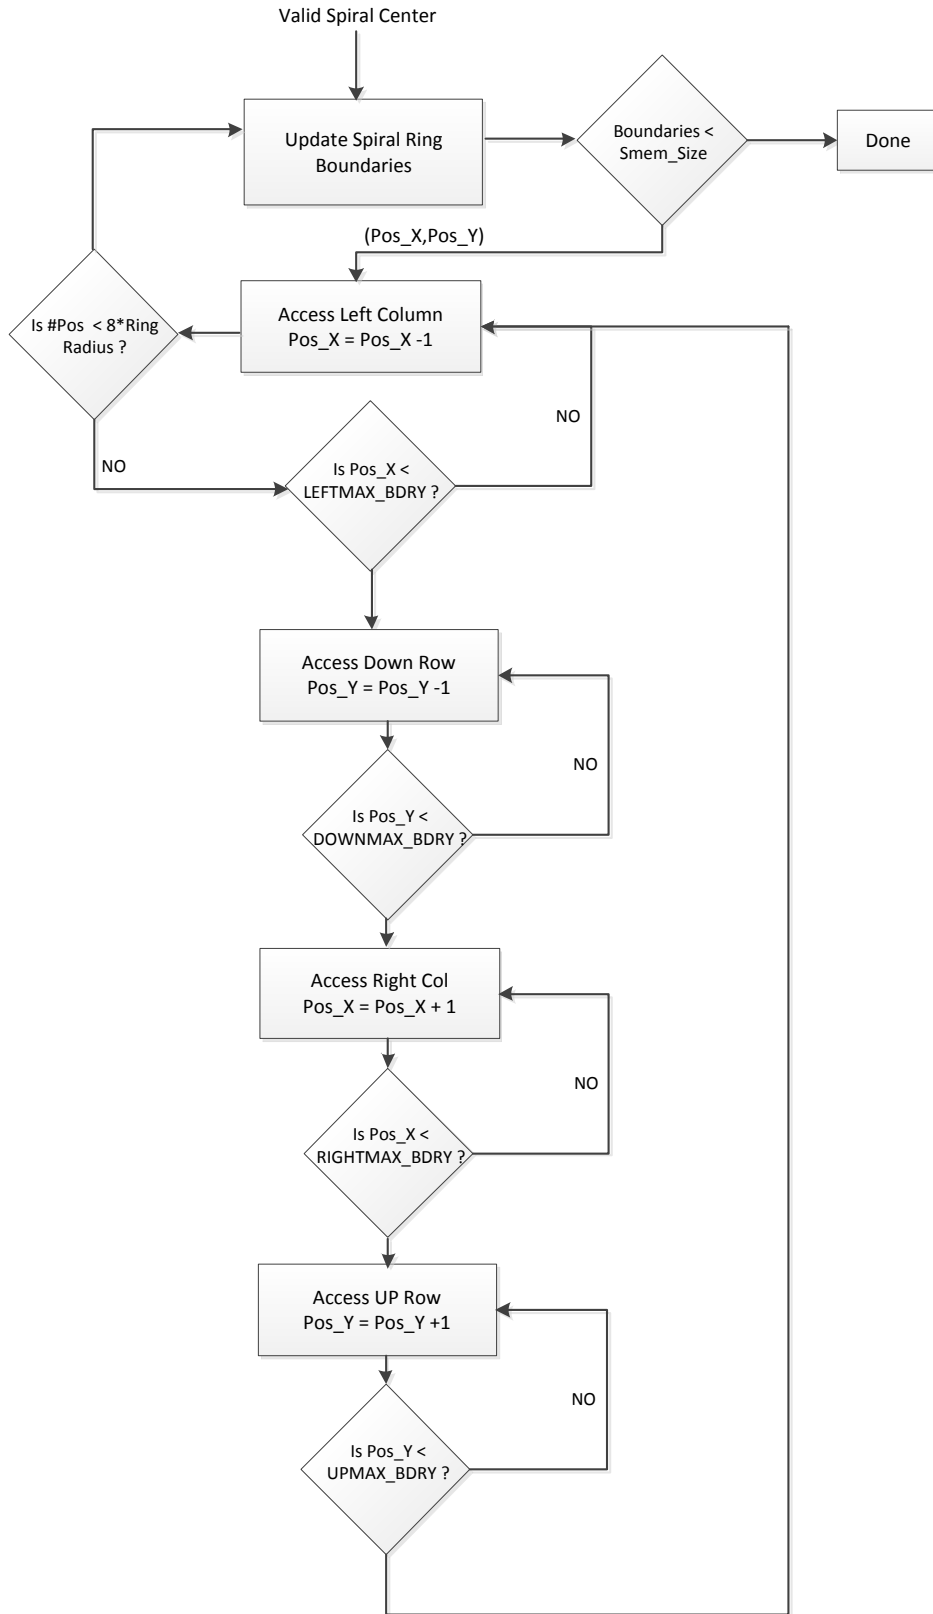 Valid Spiral Center
Update Spiral Ring
Boundaries
Boundaries <
Smem_Size
Done
(Pos_X,Pos_Y)
Access Left Column
Pos_X = Pos_X -1
Is #Pos < 8*Ring
Radius ?
NO
NO
Is Pos_X <
LEFTMAX_BDRY ?
Access Down Row
Pos_Y = Pos_Y -1
NO
Is Pos_Y <
DOWNMAX_BDRY ?
Access Right Col
Pos_X = Pos_X + 1
NO
Is Pos_X <
RIGHTMAX_BDRY ?
Access UP Row
Pos_Y = Pos_Y +1
NO
Is Pos_Y <
UPMAX_BDRY ?